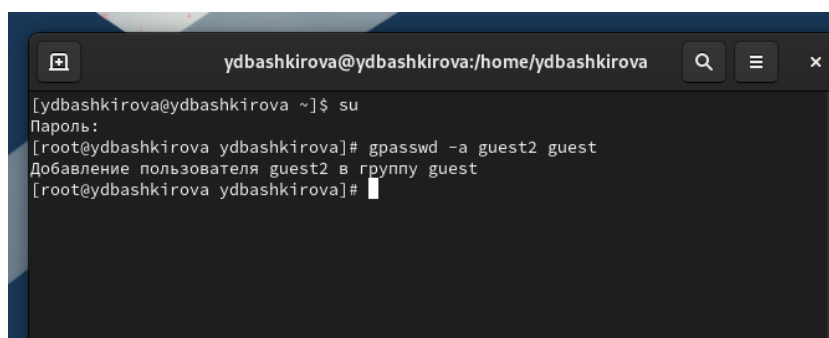 ydbashkirova@ydbashkirova:/home/ydbashkirova
[ydbashkirova@ydbashkirova ~]$ su
Пароль:
[root@ydbashkirova ydbashkirova]# gpasswd -a guest2 guest
Добавление пользователя guest2 в группу guest
[root@ydbashkirova ydbashkirova]#